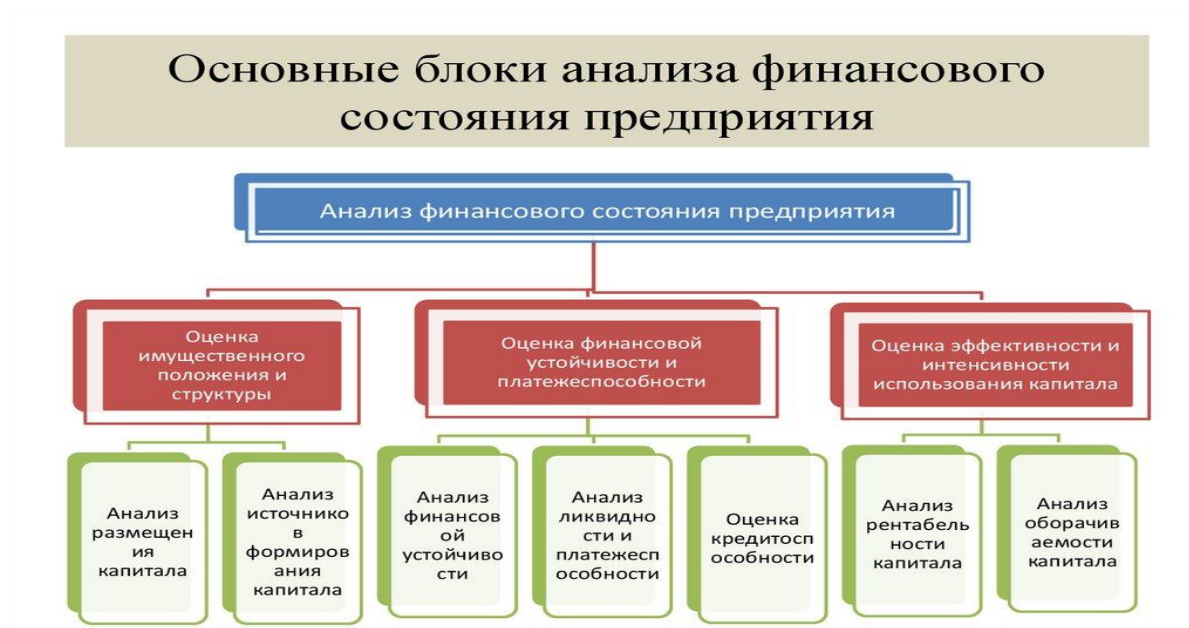 Основные блоки анализа финансового
состояния предприятия
Анализ финансового состояния предприятия
Оценка
имущественного
положения и
структуры
Оценка финансовой
устойчивости и
платежеспособности
Оценка эффективности и
интенсивности
использования капитала
Анализ
размещен
ия
капитала
Анализ
источнико
в
формиров
ания
капитала
Анализ
финансов
ой
устойчиво
сти
Анализ
ликвидно
сти и
платежесп
особности
Оценка
кредитосп
особности
Анализ
рентабель
ности
капитала
Анализ
оборачив
аемости
капитала